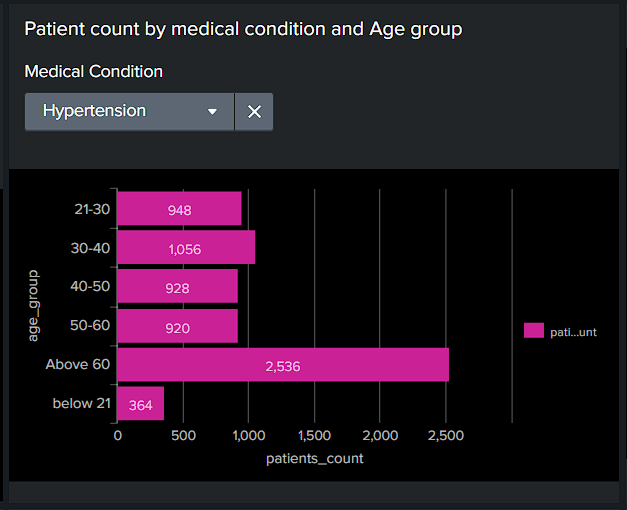 Patient count by medical condition and Age group
Medical Condition
Hypertension
21-30
948
30-40
1,056
40-50
928
50-60
920
Above 60
2,536
below 21
364
age_group
pati...unt
0 500 1,000 1,500 2,000 2,500
patients_count